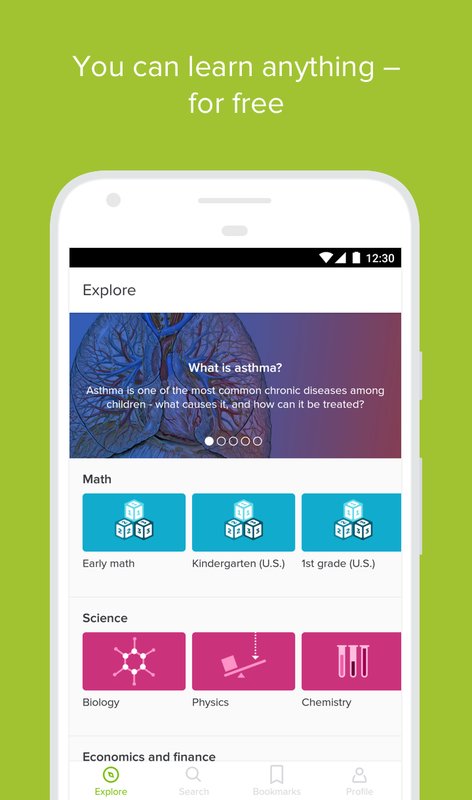 You can learn anything –
for free
12:30
Explore
What is asthma?
Asthma is one of the most common chronic diseases among
children - what causes it, and how can it be treated?
Math
Early math
Kindergarten (U.S.)
1st grade (U.S.)
Science
Biology
Physics
Chemistry
Economics and finance
Explore
Search
Bookmarks
Profile